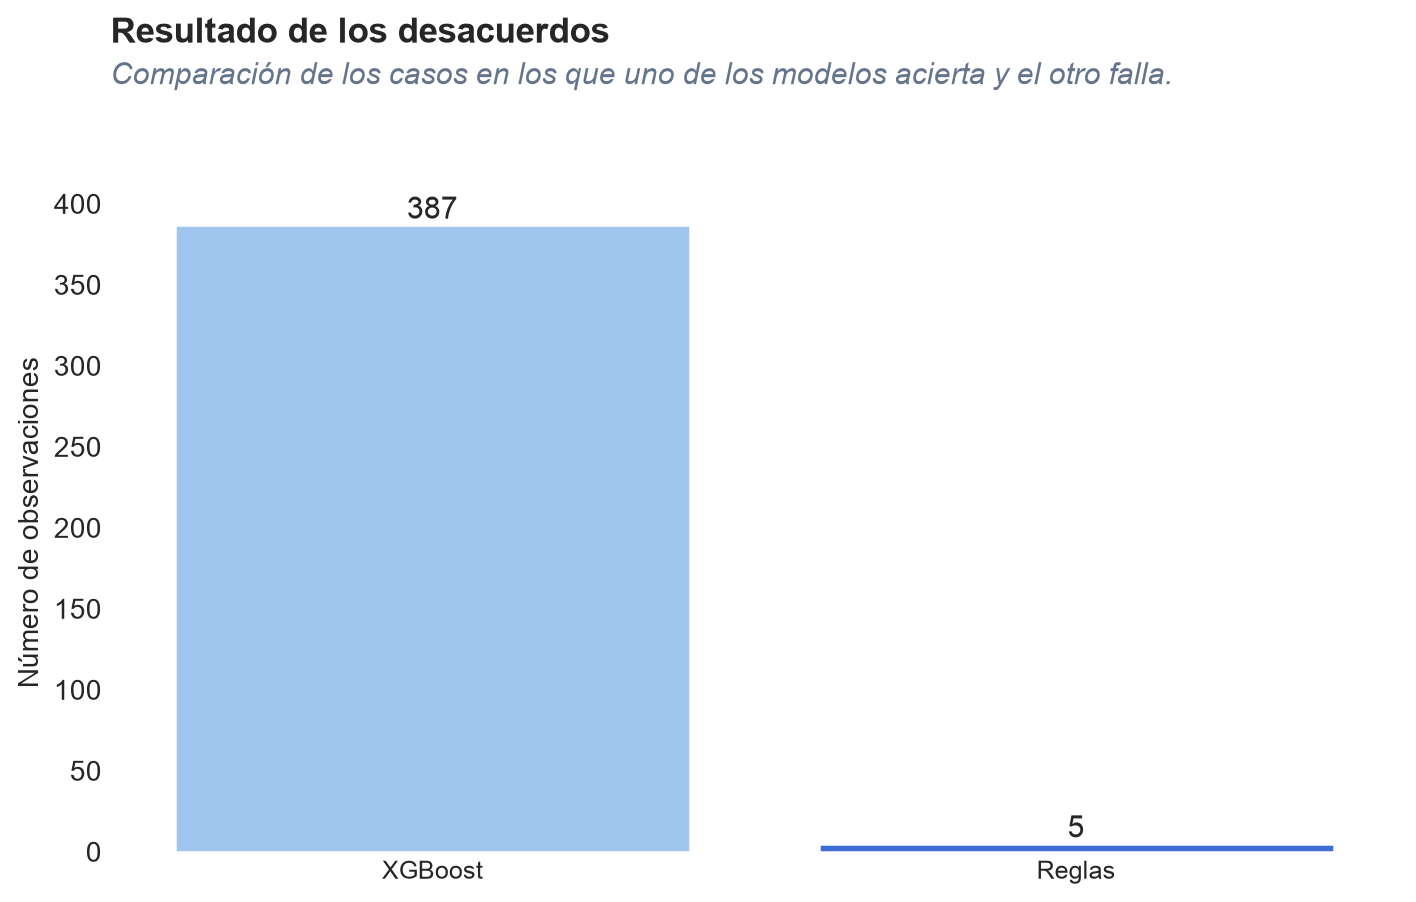 Resultado de los desacuerdos
Comparación de los casos en los que uno de los modelos acierta y el otro falla.
Número de observaciones
400
350
300
250
200
150
100
50
0
387
5
XGBoost
Reglas